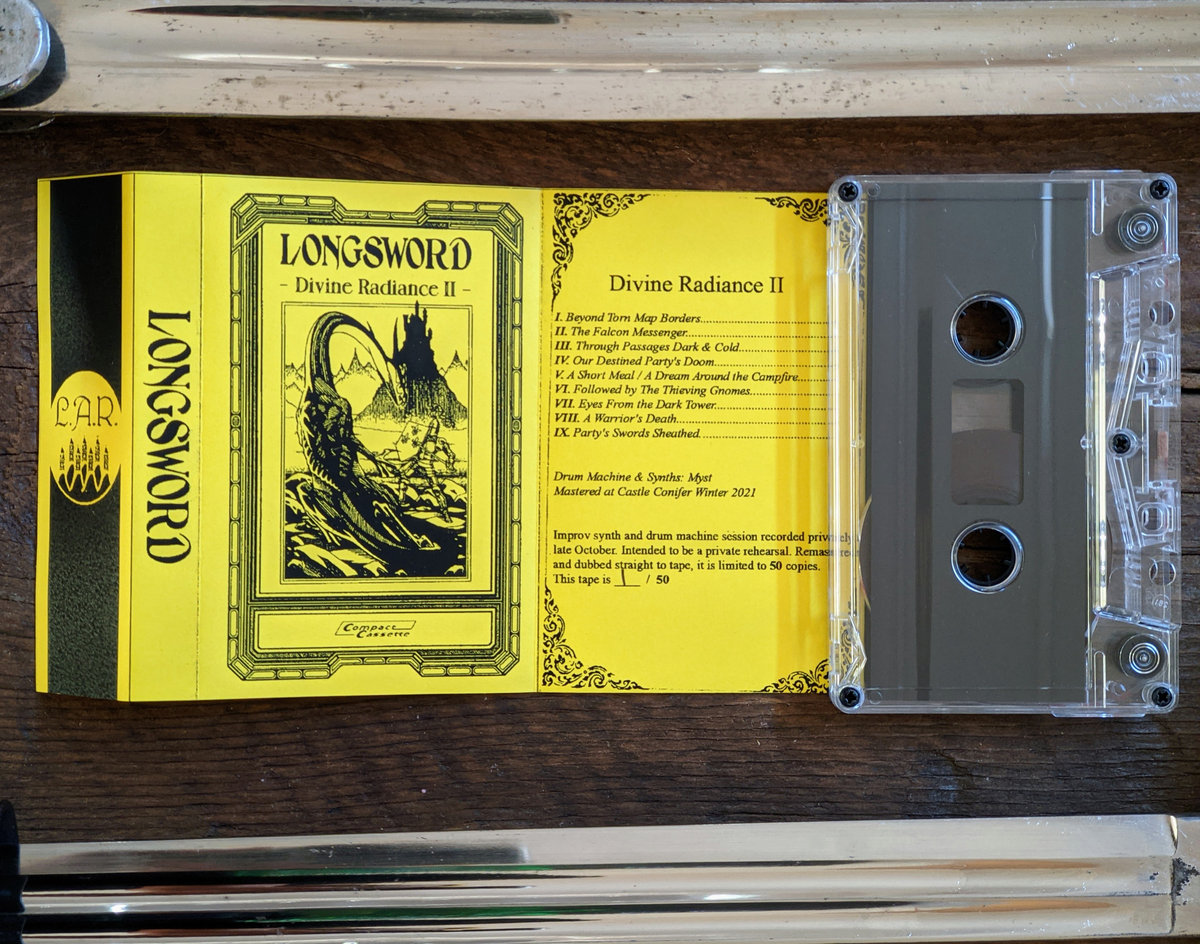 L.A.R.
LONGSWORD
LONGSWORD
- Divine Radiance II -
Compact
Cassette
Divine Radiance II
I. Beyond Torn Map Borders
II. The Falcon Messenger
III. Through Passages Dark & Cold
IV. Our Destined Party's Doom
V. A Short Meal / A Dream Around the Campfire
VI. Followed by The Thieving Gnomes
VII. Eyes From the Dark Tower
VIII. A Warrior's Death
IX. Party's Swords Sheathed
Drum Machine & Synths: Myst
Mastered at Castle Conifer Winter 2021
Improv synth and drum machine session recorded privately
late October. Intended to be a private rehearsal. Remastered
and dubbed straight to tape, it is limited to 50 copies.
This tape is 1 / 50